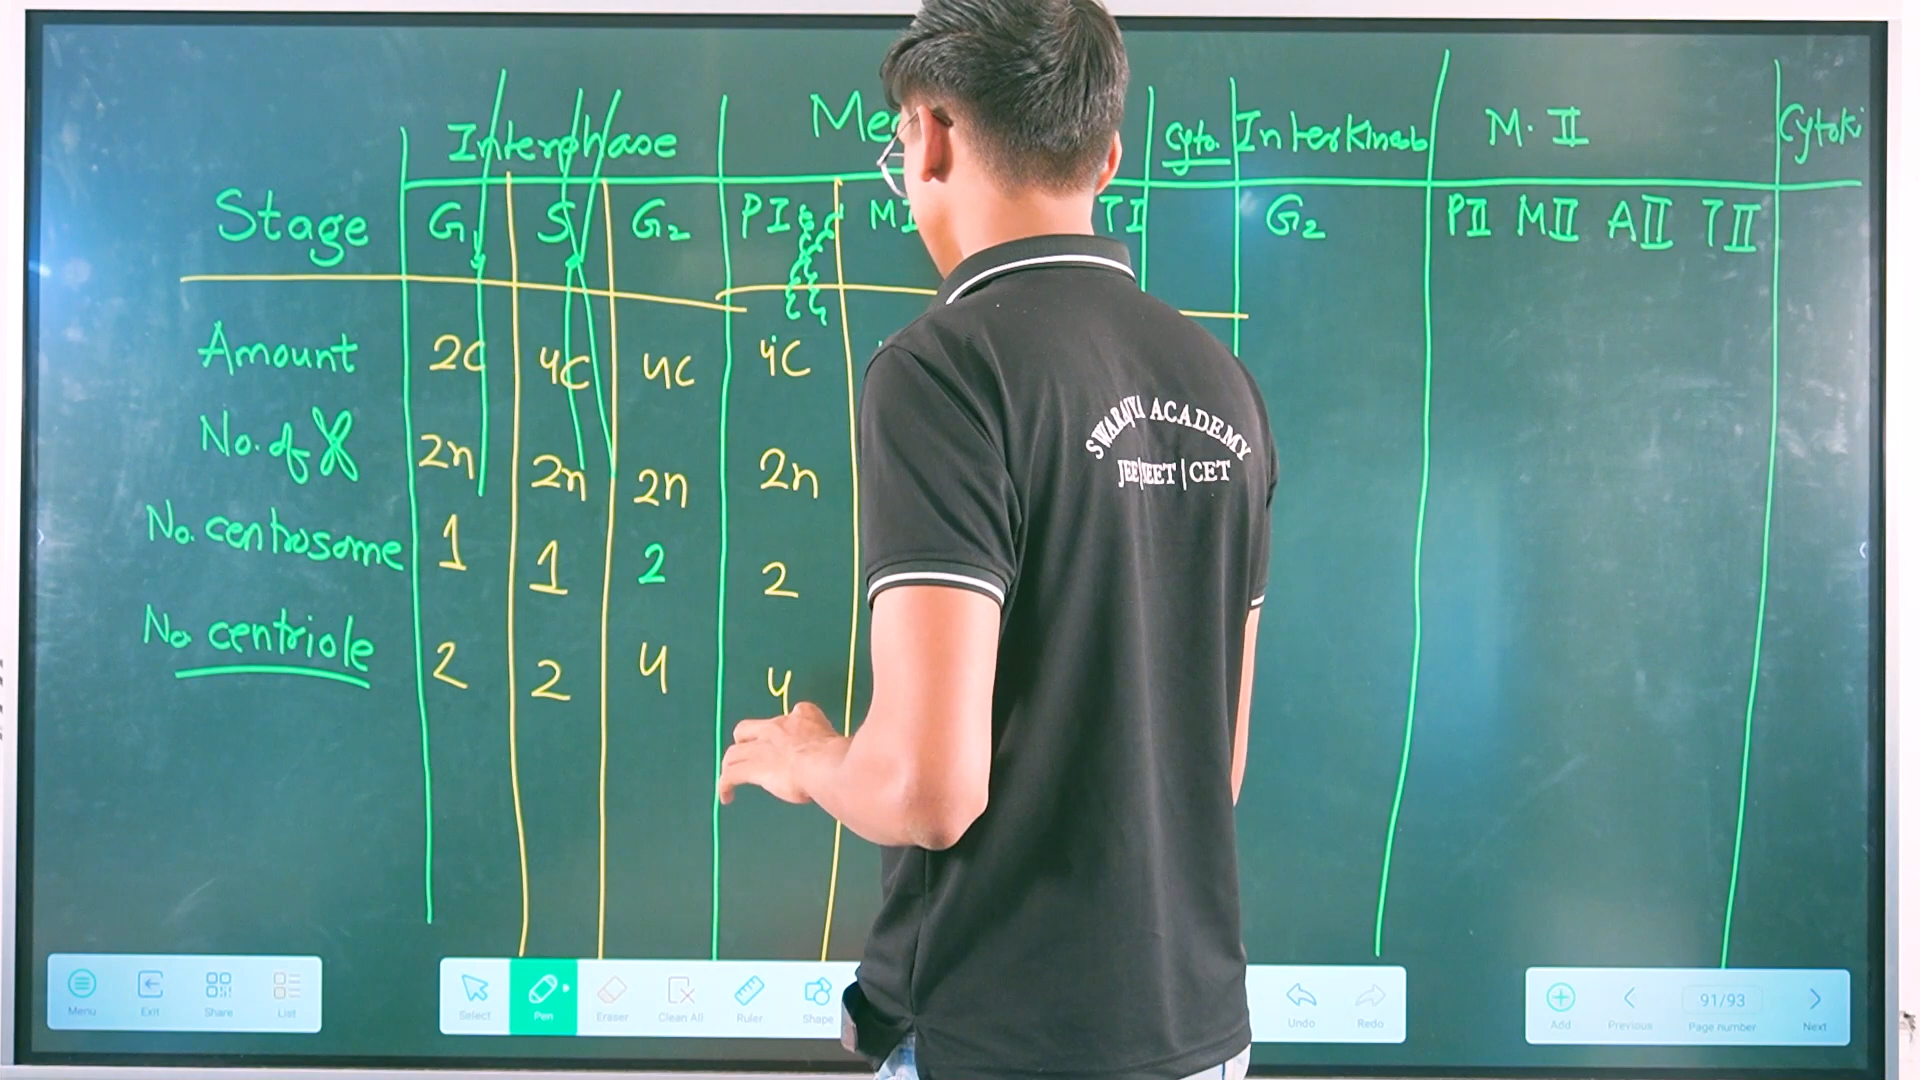 Interphase Me Cyto. Interkinesis M. II Cytoki
Stage G1 S G2 PI MI TI G2 PII MII AII TII
Amount 2C 4C 4C 4C
No. of 2n 2n 2n 2n
No. centrosome 1 1 2 2
No centriole 2 2 4 4
SWARAJYA ACADEMY
JEE|NEET|CET
Menu Exit Share List Select Pen Eraser Clean All Ruler Shape Undo Redo Add Previous 91/93 Page number Next